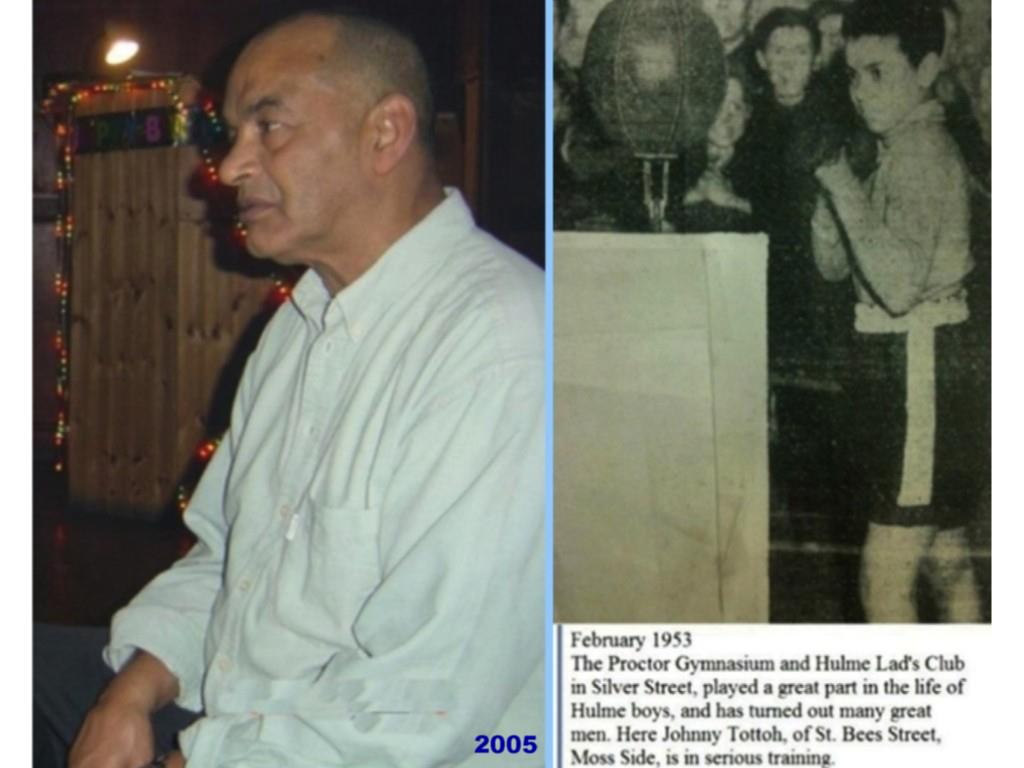 2005
February 1953
The Proctor Gymnasium and Hulme Lad's Club
in Silver Street, played a great part in the life of
Hulme boys, and has turned out many great
men. Here Johnny Tottoh, of St. Bees Street,
Moss Side, is in serious training.